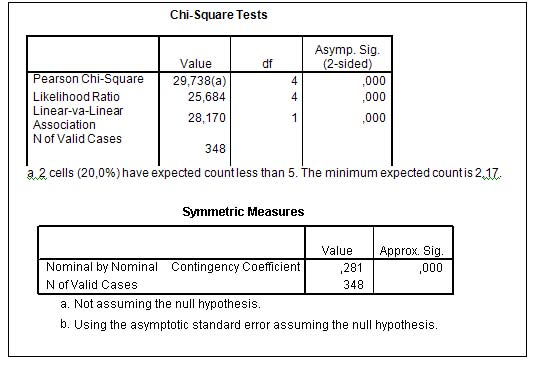 Chi-Square Tests
Value df Asymp. Sig.
(2-sided)
Pearson Chi-Square 29,738(a) 4 ,000
Likelihood Ratio 25,684 4 ,000
Linear-va-Linear
Association 28,170 1 ,000
N of Valid Cases
348
a 2 cells (20,0%) have expected count less than 5. The minimum expected count is 2,17.
Symmetric Measures
Value Approx. Sig.
Nominal by Nominal Contingency Coefficient ,281 ,000
N of Valid Cases 348
a. Not assuming the null hypothesis.
b. Using the asymptotic standard error assuming the null hypothesis.